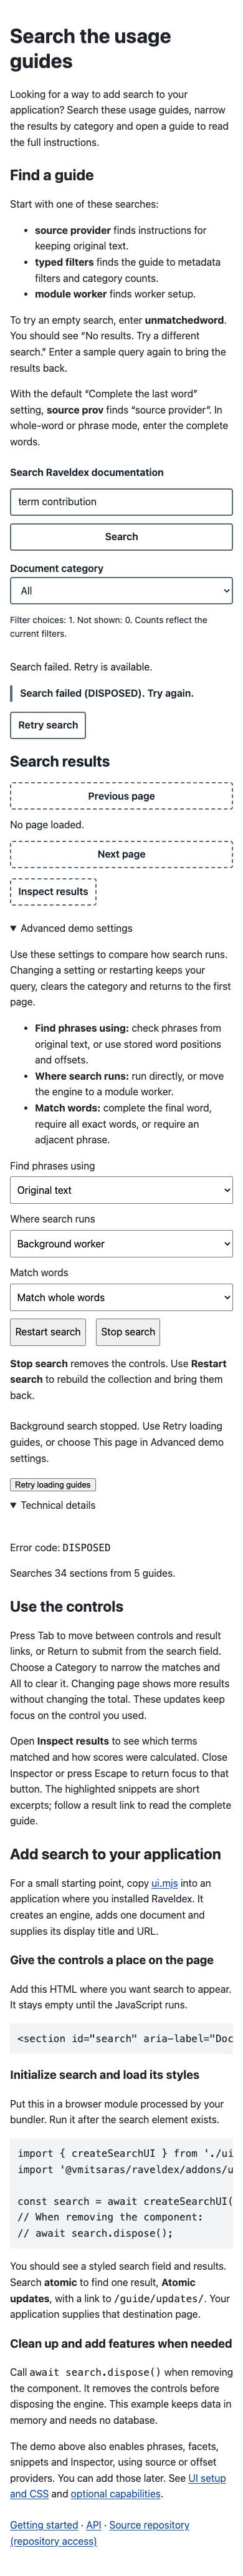 Search the usage
guides
Looking for a way to add search to your
application? Search these usage guides, narrow
the results by category and open a guide to read
the full instructions.
Find a guide
Start with one of these searches:
• source provider finds instructions for
keeping original text.
• typed filters finds the guide to metadata
filters and category counts.
• module worker finds worker setup.
To try an empty search, enter unmatchedword.
You should see “No results. Try a different
search.” Enter a sample query again to bring the
results back.
With the default “Complete the last word”
setting, source prov finds “source provider”. In
whole-word or phrase mode, enter the complete
words.
Search Raveldex documentation
term contribution
Search
Document category
All
Filter choices: 1. Not shown: 0. Counts reflect the
current filters.
Search failed. Retry is available.
Search failed (DISPOSED). Try again.
Retry search
Search results
Previous page
No page loaded.
Next page
Inspect results
▼ Advanced demo settings
Use these settings to compare how search runs.
Changing a setting or restarting keeps your
query, clears the category and returns to the first
page.
• Find phrases using: check phrases from
original text, or use stored word positions
and offsets.
• Where search runs: run directly, or move
the engine to a module worker.
• Match words: complete the final word,
require all exact words, or require an
adjacent phrase.
Find phrases using
Original text
Where search runs
Background worker
Match words
Match whole words
Restart search Stop search
Stop search removes the controls. Use Restart
search to rebuild the collection and bring them
back.
Background search stopped. Use Retry loading
guides, or choose This page in Advanced demo
settings.
Retry loading guides
▼ Technical details
Error code: DISPOSED
Searches 34 sections from 5 guides.
Use the controls
Press Tab to move between controls and result
links, or Return to submit from the search field.
Choose a Category to narrow the matches and
All to clear it. Changing page shows more results
without changing the total. These updates keep
focus on the control you used.
Open Inspect results to see which terms
matched and how scores were calculated. Close
Inspector or press Escape to return focus to that
button. The highlighted snippets are short
excerpts; follow a result link to read the complete
guide.
Add search to your application
For a small starting point, copy ui.mjs into an
application where you installed Raveldex. It
creates an engine, adds one document and
supplies its display title and URL.
Give the controls a place on the page
Add this HTML where you want search to appear.
It stays empty until the JavaScript runs.
<section id="search" aria-label="Doc
Initialize search and load its styles
Put this in a browser module processed by your
bundler. Run it after the search element exists.
import { createSearchUI } from './ui
import '@vmitsaras/raveldex/addons/u
const search = await createSearchUI(
// When removing the component:
// await search.dispose();
You should see a styled search field and results.
Search atomic to find one result, Atomic
updates, with a link to /guide/updates/. Your
application supplies that destination page.
Clean up and add features when needed
Call await search.dispose() when removing
the component. It removes the controls before
disposing the engine. This example keeps data in
memory and needs no database.
The demo above also enables phrases, facets,
snippets and Inspector, using source or offset
providers. You can add those later. See UI setup
and CSS and optional capabilities.
Getting started · API · Source repository
(repository access)